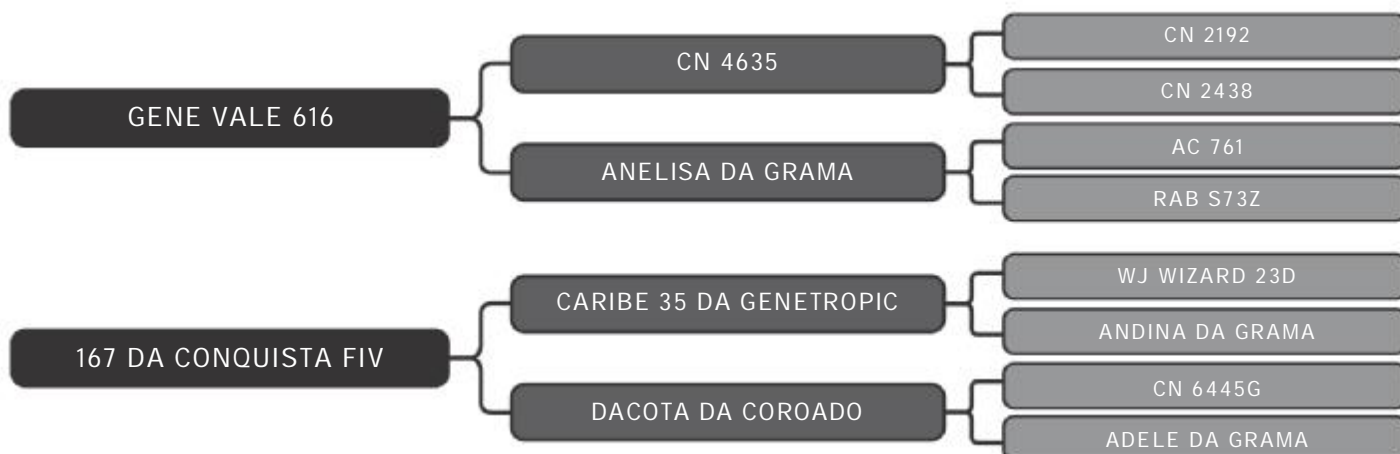 CN 2192
CN 4635
CN 2438
GENE VALE 616
AC 761
ANELISA DA GRAMA
RAB S73Z
WJ WIZARD 23D
CARIBE 35 DA GENETROPIC
ANDINA DA GRAMA
167 DA CONQUISTA FIV
CN 6445G
DACOTA DA COROADO
ADELE DA GRAMA